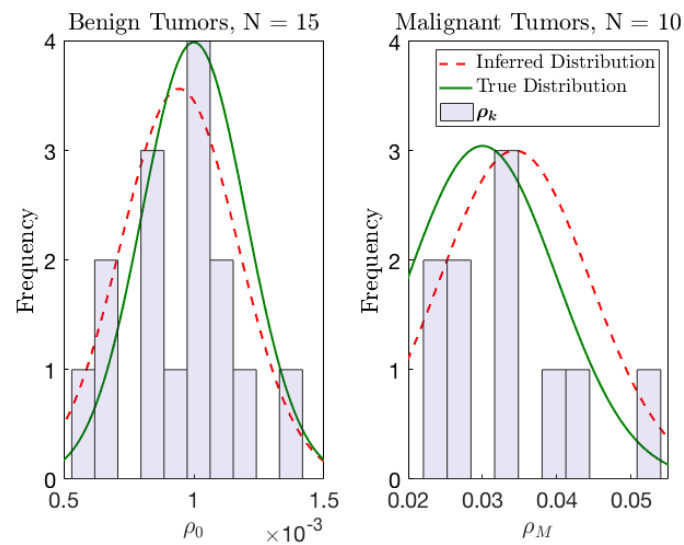 Benign Tumors, N = 15
Frequency
4
3
2
1
0
0.5
1
1.5
ρ₀
×10⁻³
Malignant Tumors, N = 10
Inferred Distribution
True Distribution
ρₖ
Frequency
4
3
2
1
0
0.02
0.03
0.04
0.05
ρ_M